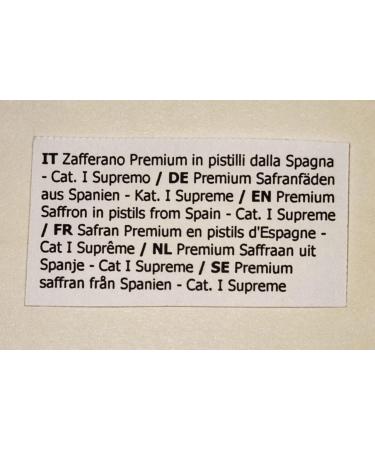 IT Zafferano Premium in pistilli dalla Spagna
- Cat. I Supremo / DE Premium Safranfäden
aus Spanien - Kat. I Supreme / EN Premium
Saffron in pistils from Spain - Cat. I Supreme
/ FR Safran Premium en pistils d'Espagne -
Cat I Suprême / NL Premium Saffraan uit
Spanje - Cat I Supreme / SE Premium
saffran från Spanien - Cat. I Supreme